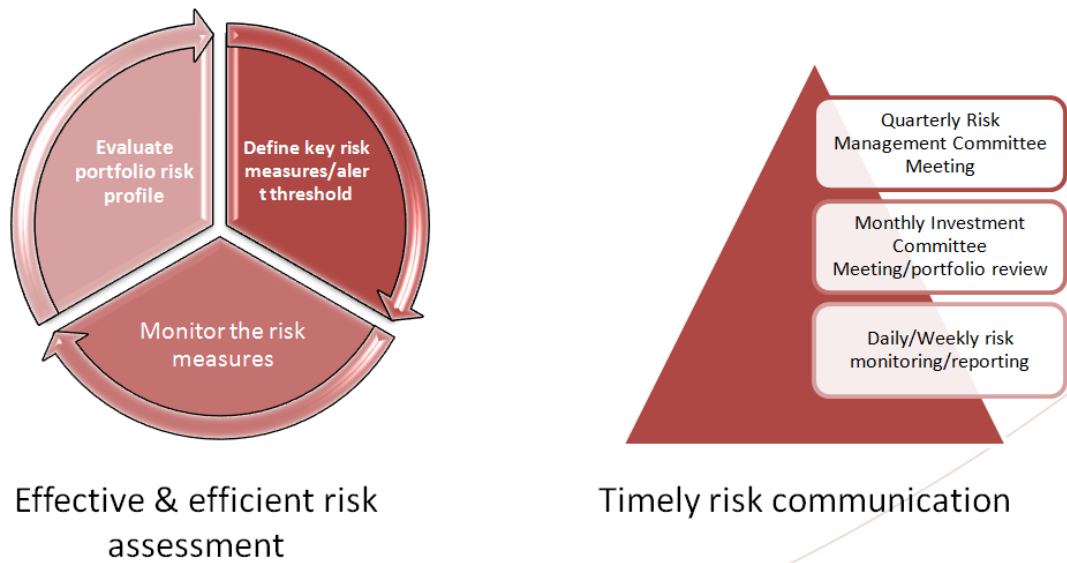 Evaluate
portfolio risk
profile
Define key risk
measures/aler
t threshold
Monitor the risk
measures
Effective & efficient risk
assessment
Quarterly Risk
Management Committee
Meeting
Monthly Investment
Committee
Meeting/portfolio review
Daily/Weekly risk
monitoring/reporting
Timely risk communication